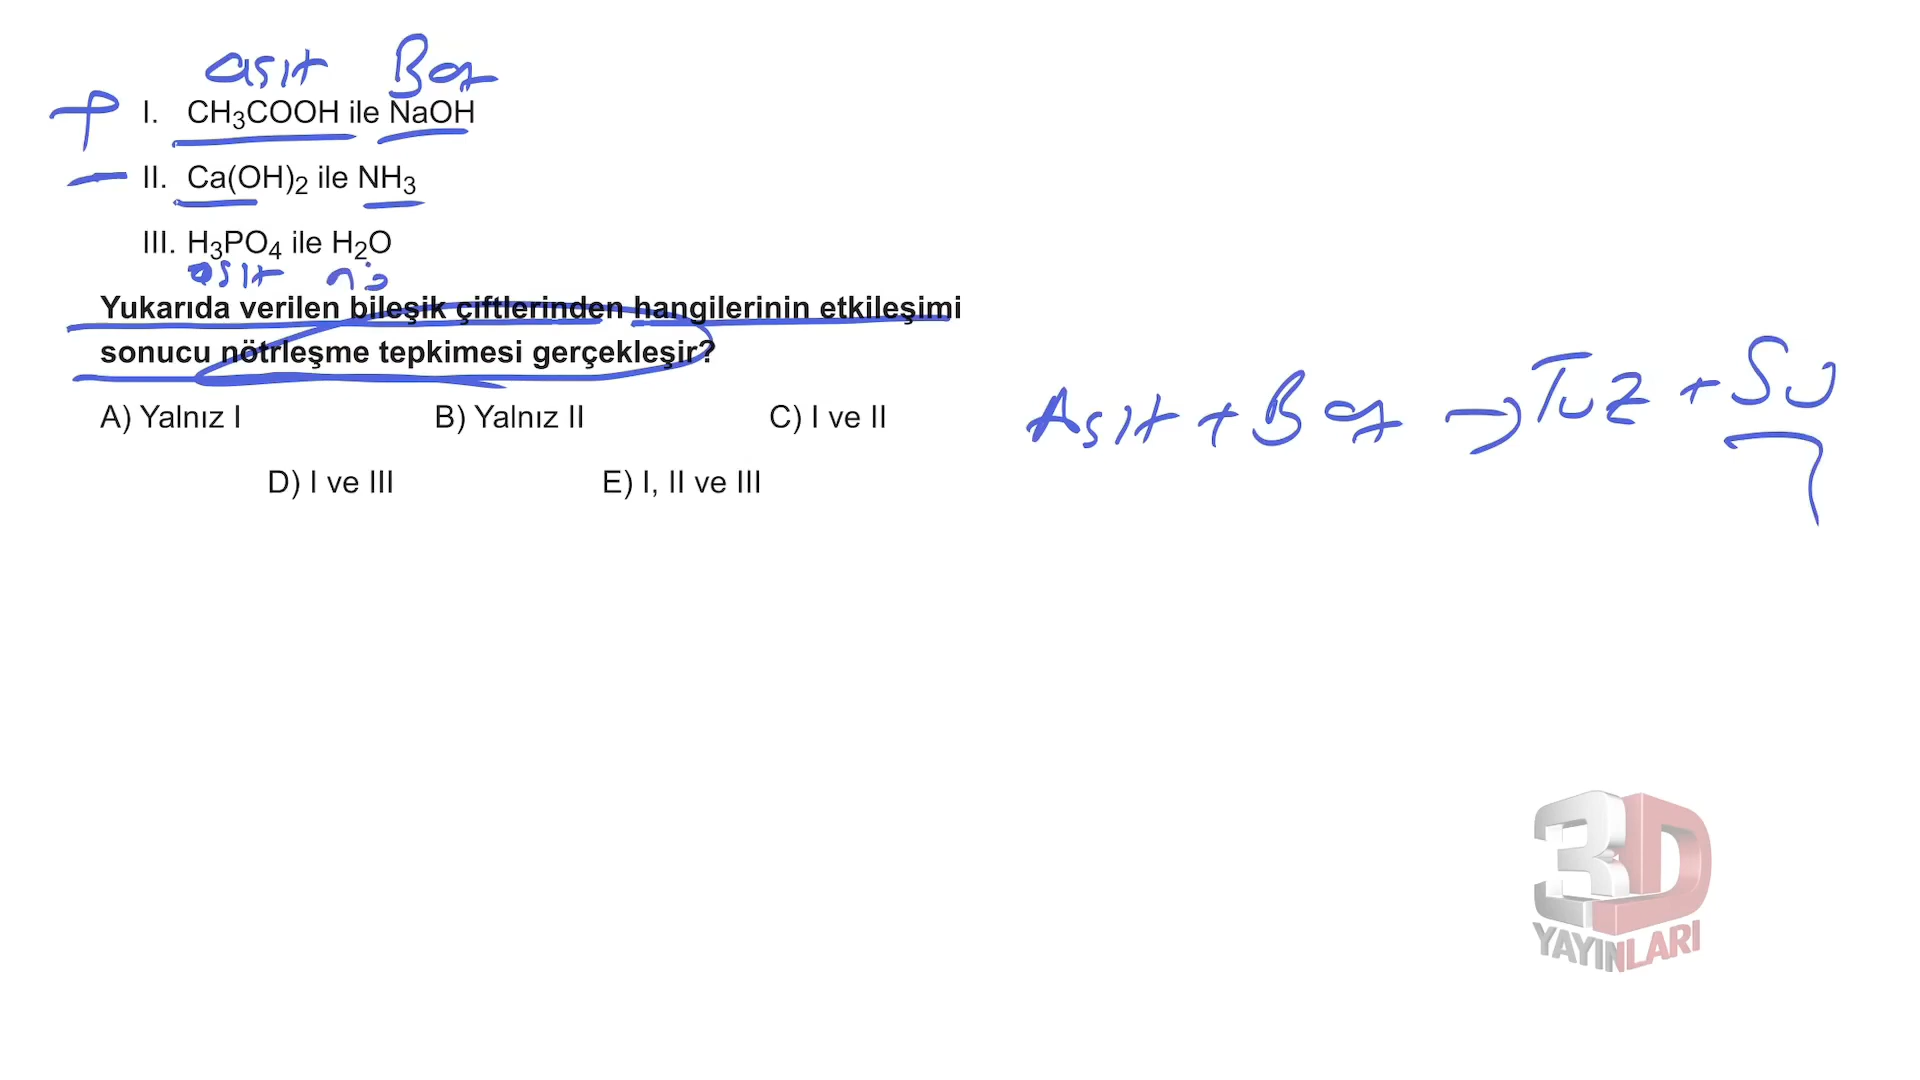 asit Baz
I. CH₃COOH ile NaOH
II. Ca(OH)₂ ile NH₃
III. H₃PO₄ ile H₂O
asit nö
Yukarıda verilen bileşik çiftlerinden hangilerinin etkileşimi
sonucu nötrleşme tepkimesi gerçekleşir?
Asit + Baz → Tuz + Su
A) Yalnız I B) Yalnız II C) I ve II
D) I ve III E) I, II ve III
3D
YAYINLARI